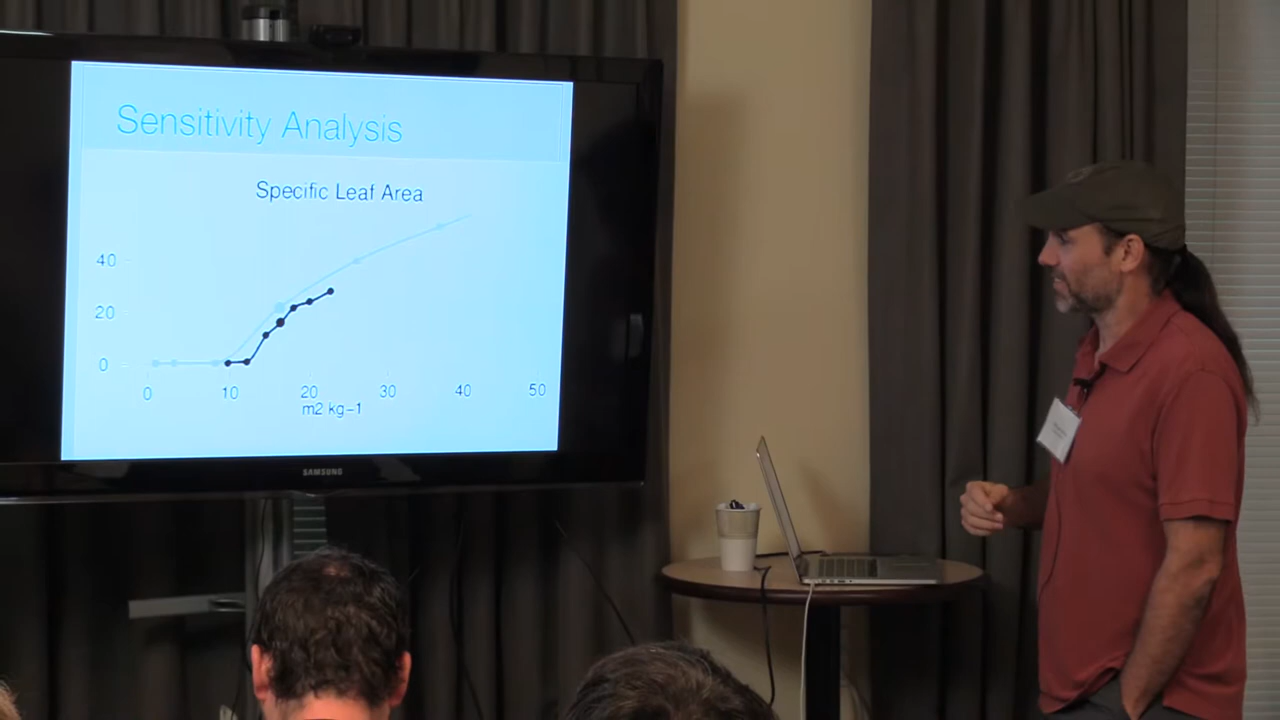 Sensitivity Analysis
Specific Leaf Area
40
20
0
0 10 20 30 40 50
m2 kg-1
SAMSUNG